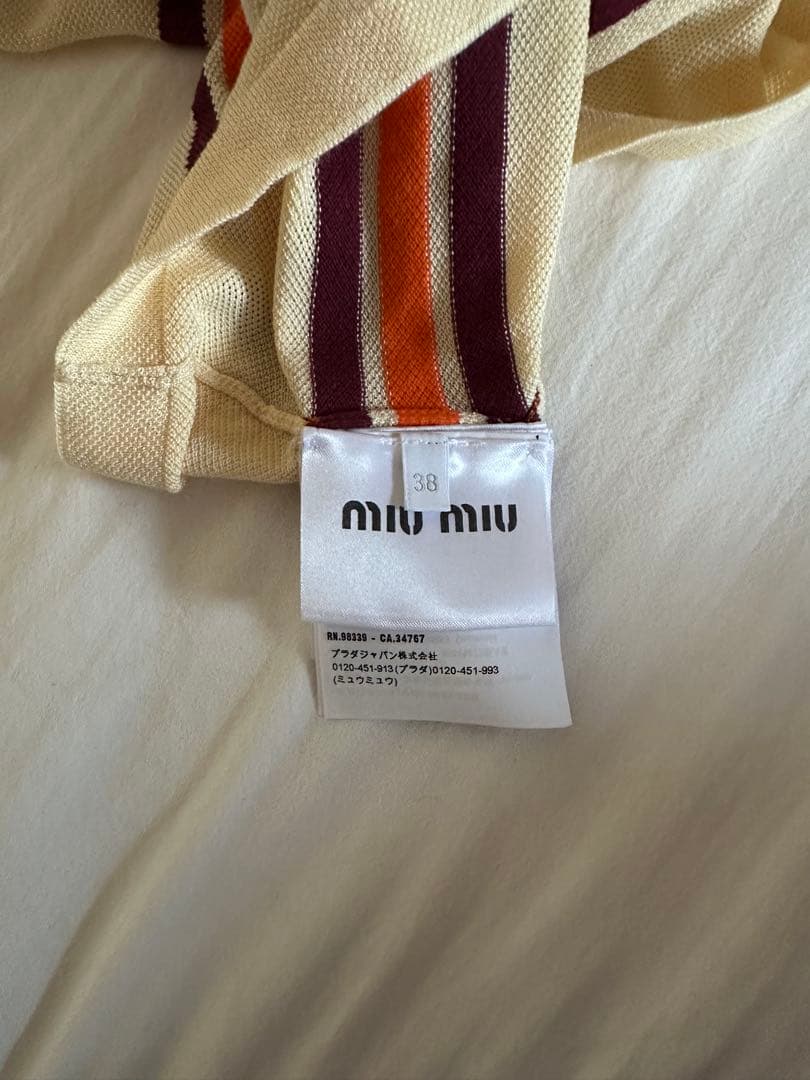 38
miu miu
RN.98339 - CA.34767
プラダジャパン株式会社
0120-451-913(プラダ)0120-451-993
(ミュウミュウ)